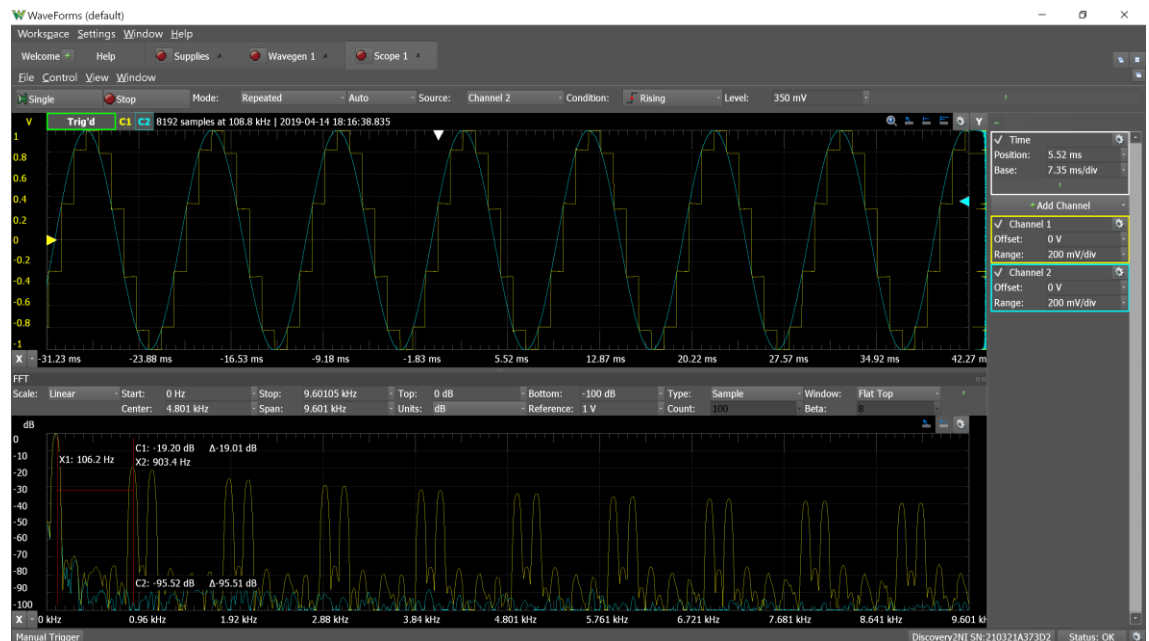 WaveForms (default)
Workspace Settings Window Help
Welcome + Help Supplies × Wavegen 1 × Scope 1 ×
File Control View Window
Single Stop Mode: Repeated Auto Source: Channel 2 Condition: Rising Level: 350 mV
V Trig'd C1 C2 8192 samples at 108.8 kHz | 2019-04-14 18:16:38.835 Y
1
0.8
0.6
0.4
0.2
0
-0.2
-0.4
-0.6
-0.8
-1
X -31.23 ms -23.88 ms -16.53 ms -9.18 ms -1.83 ms 5.52 ms 12.87 ms 20.22 ms 27.57 ms 34.92 ms 42.27 m
Time
Position: 5.52 ms
Base: 7.35 ms/div
+ Add Channel
Channel 1
Offset: 0 V
Range: 200 mV/div
Channel 2
Offset: 0 V
Range: 200 mV/div
FFT
Scale: Linear Start: 0 Hz Stop: 9.60105 kHz Top: 0 dB Bottom: -100 dB Type: Sample Window: Flat Top
Center: 4.801 kHz Span: 9.601 kHz Units: dB Reference: 1 V Count: 100 Beta: 8
dB
0
-10
-20
-30
-40
-50
-60
-70
-80
-90
-100
C1: -19.20 dB Δ-19.01 dB
X1: 106.2 Hz X2: 903.4 Hz
C2: -95.52 dB Δ-95.51 dB
X 0 kHz 0.96 kHz 1.92 kHz 2.88 kHz 3.84 kHz 4.801 kHz 5.761 kHz 6.721 kHz 7.681 kHz 8.641 kHz 9.601 kH
Manual Trigger Discovery2NI SN:210321A373D2 Status: OK